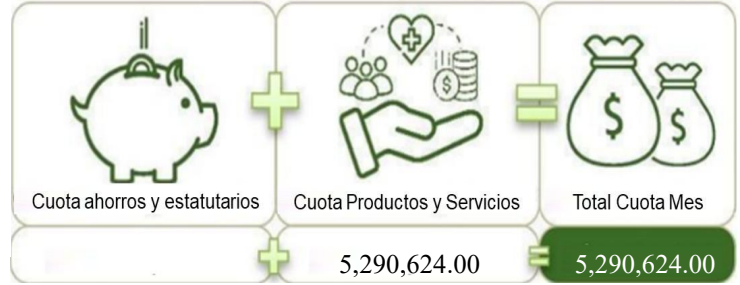 Cuota ahorros y estatutarios
Cuota Productos y Servicios
Total Cuota Mes
5,290,624.00
5,290,624.00